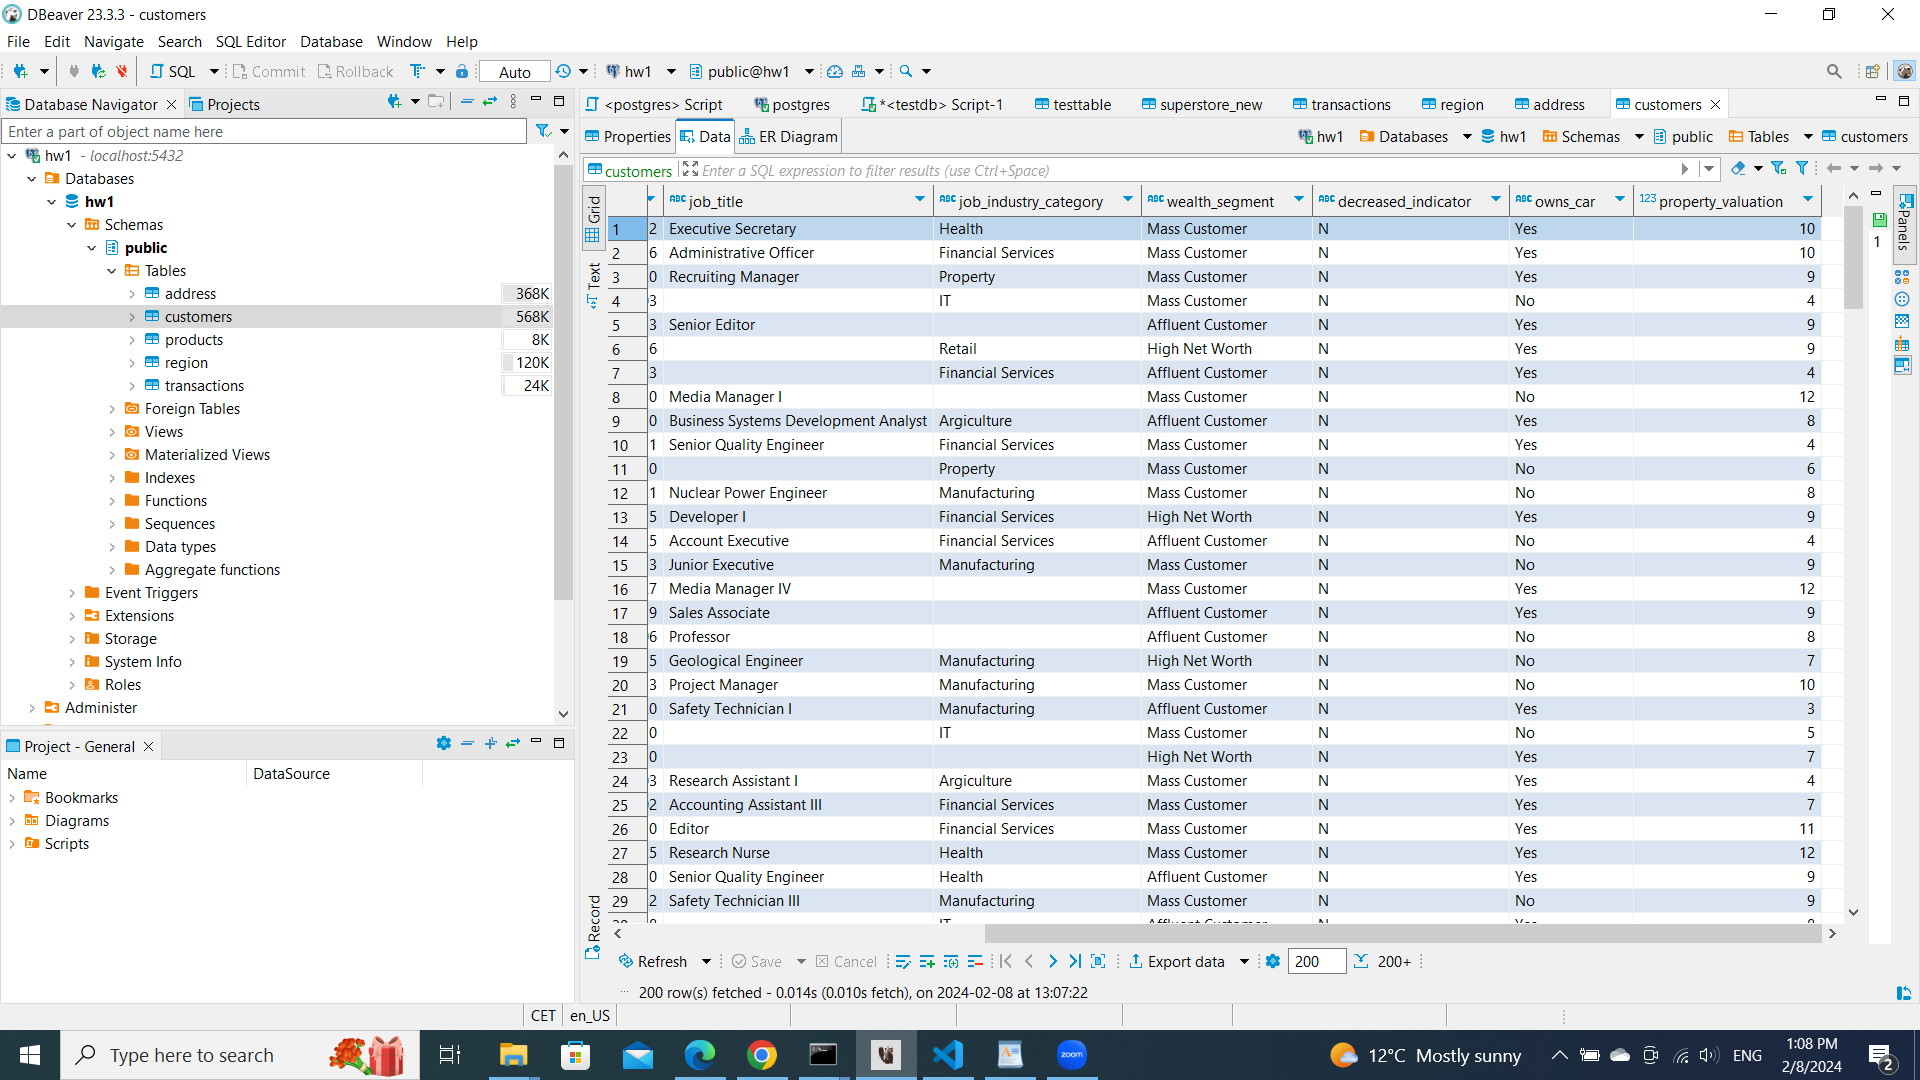 DBeaver 23.3.3 - customers
File Edit Navigate Search SQL Editor Database Window Help
SQL Commit Rollback Auto hw1 public@hw1
Database Navigator Projects
<postgres> Script postgres *<testdb> Script-1 testtable superstore_new transactions region address customers
Enter a part of object name here
Properties Data ER Diagram hw1 Databases hw1 Schemas public Tables customers
customers Enter a SQL expression to filter results (use Ctrl+Space)
hw1 - localhost:5432
Databases
hw1
Schemas
public
Tables
address 368K
customers 568K
products 8K
region 120K
transactions 24K
Foreign Tables
Views
Materialized Views
Indexes
Functions
Sequences
Data types
Aggregate functions
Event Triggers
Extensions
Storage
System Info
Roles
Administer
Project - General
Name DataSource
Bookmarks
Diagrams
Scripts
Grid
Text
Record
ABC job_title ABC job_industry_category ABC wealth_segment ABC decreased_indicator ABC owns_car 123 property_valuation
1 2 Executive Secretary Health Mass Customer N Yes 10
2 6 Administrative Officer Financial Services Mass Customer N Yes 10
3 0 Recruiting Manager Property Mass Customer N Yes 9
4 3 IT Mass Customer N No 4
5 3 Senior Editor Affluent Customer N Yes 9
6 6 Retail High Net Worth N Yes 9
7 3 Financial Services Affluent Customer N Yes 4
8 0 Media Manager I Mass Customer N No 12
9 0 Business Systems Development Analyst Argiculture Affluent Customer N Yes 8
10 1 Senior Quality Engineer Financial Services Mass Customer N Yes 4
11 0 Property Mass Customer N No 6
12 1 Nuclear Power Engineer Manufacturing Mass Customer N No 8
13 5 Developer I Financial Services High Net Worth N Yes 9
14 5 Account Executive Financial Services Affluent Customer N No 4
15 3 Junior Executive Manufacturing Mass Customer N No 9
16 7 Media Manager IV Mass Customer N Yes 12
17 9 Sales Associate Affluent Customer N Yes 9
18 6 Professor Affluent Customer N No 8
19 5 Geological Engineer Manufacturing High Net Worth N No 7
20 3 Project Manager Manufacturing Mass Customer N No 10
21 0 Safety Technician I Manufacturing Affluent Customer N Yes 3
22 0 IT Mass Customer N No 5
23 0 High Net Worth N Yes 7
24 3 Research Assistant I Argiculture Mass Customer N Yes 4
25 2 Accounting Assistant III Financial Services Mass Customer N Yes 7
26 0 Editor Financial Services Mass Customer N Yes 11
27 5 Research Nurse Health Mass Customer N Yes 12
28 0 Senior Quality Engineer Health Affluent Customer N Yes 9
29 2 Safety Technician III Manufacturing Mass Customer N No 9
1
Panels
Refresh Save Cancel Export data 200 200+
200 row(s) fetched - 0.014s (0.010s fetch), on 2024-02-08 at 13:07:22
CET en_US
Type here to search
zoom
12°C Mostly sunny
ENG
1:08 PM
2/8/2024
2